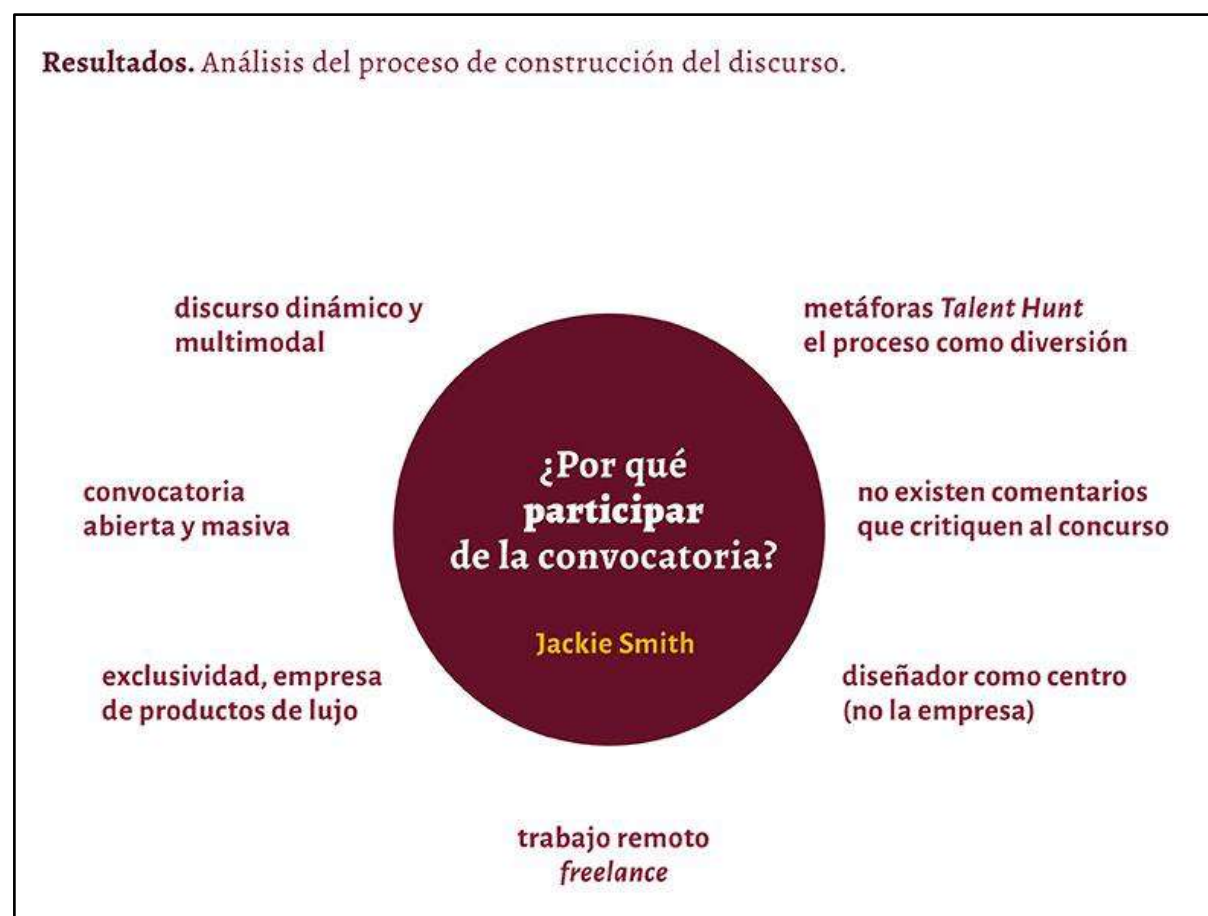 Resultados. Análisis del proceso de construcción del discurso.
discurso dinámico y
multimodal
metáforas Talent Hunt
el proceso como diversión
convocatoria
abierta y masiva
¿Por qué
participar
de la convocatoria?
Jackie Smith
no existen comentarios
que critiquen al concurso
exclusividad, empresa
de productos de lujo
diseñador como centro
(no la empresa)
trabajo remoto
freelance